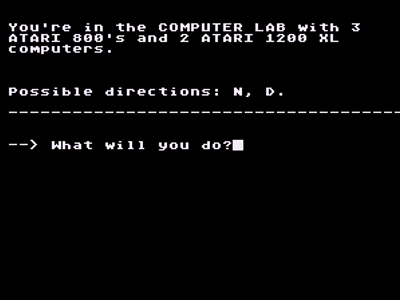 You're in the COMPUTER LAB with 3
ATARI 800's and 2 ATARI 1200 XL
computers.
Possible directions: N, D.
--> What will you do?